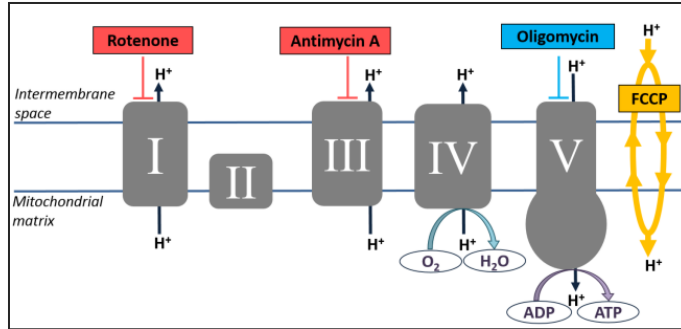 Rotenone
Antimycin A
Oligomycin
H⁺
H⁺
H⁺
H⁺
H⁺
FCCP
Intermembrane
space
I
II
III
IV
V
Mitochondrial
matrix
H⁺
H⁺
H⁺
H⁺
O₂
H₂O
H⁺
ADP
ATP